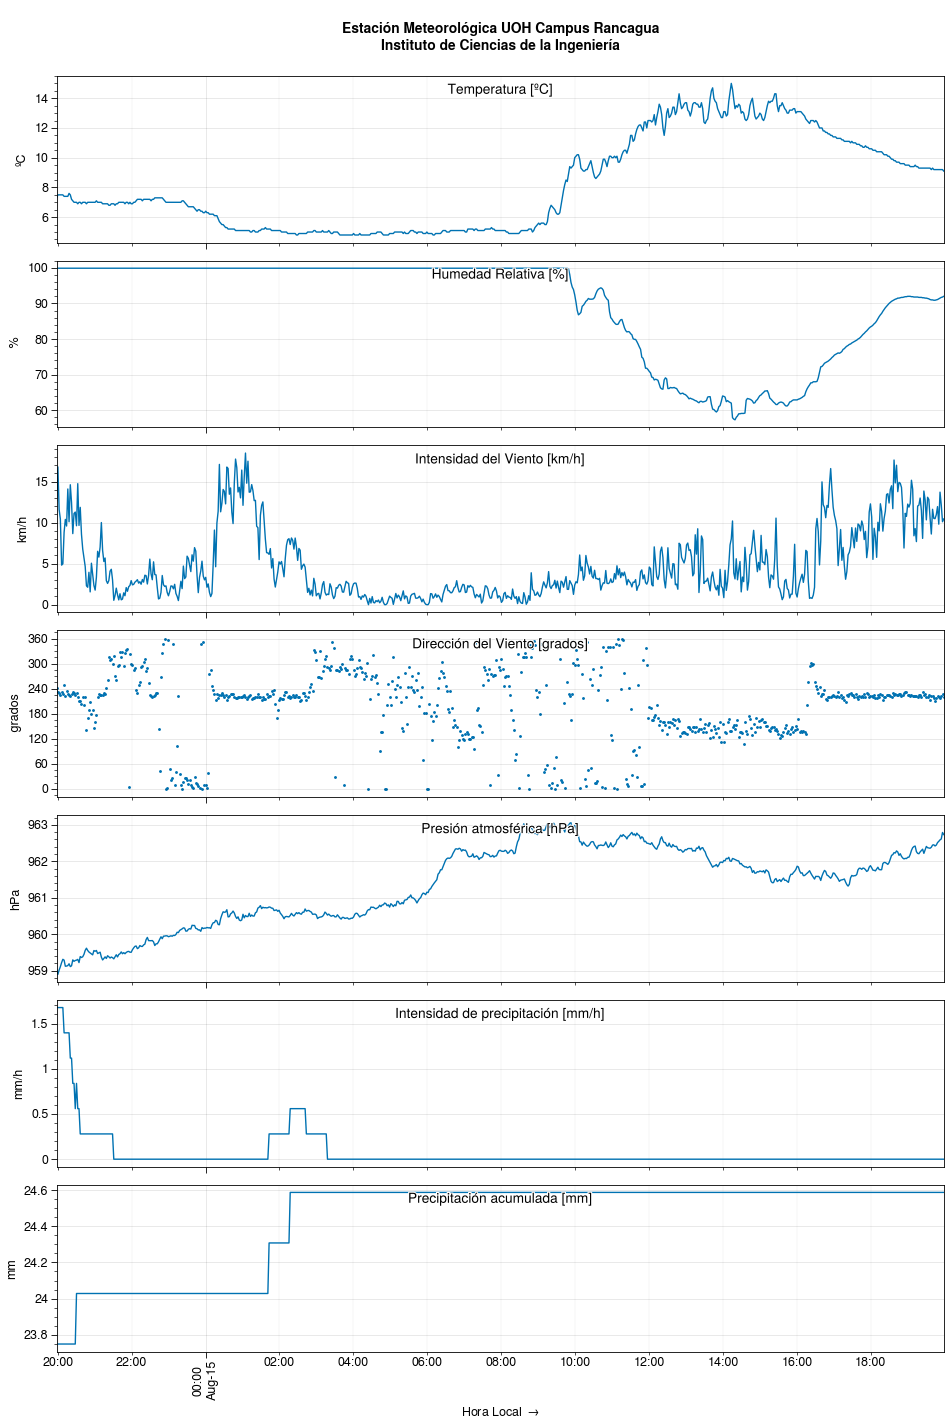 Estación Meteorológica UOH Campus Rancagua
Instituto de Ciencias de la Ingeniería
Temperatura [ºC]
14
12
10
8
6
ºC
Humedad Relativa [%]
100
90
80
70
60
%
Intensidad del Viento [km/h]
15
10
5
0
km/h
Dirección del Viento [grados]
360
300
240
180
120
60
0
grados
Presión atmosférica [hPa]
963
962
961
960
959
hPa
Intensidad de precipitación [mm/h]
1.5
1
0.5
0
mm/h
Precipitación acumulada [mm]
24.6
24.4
24.2
24
23.8
mm
20:00 22:00 00:00 02:00 04:00 06:00 08:00 10:00 12:00 14:00 16:00 18:00
Aug-15
Hora Local →